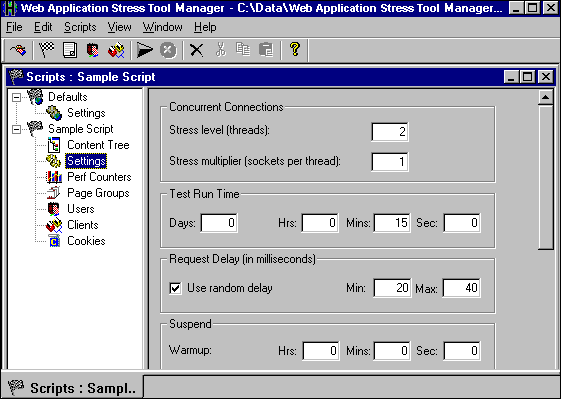 Web Application Stress Tool Manager - C:\Data\Web Application Stress Tool Manager...
File Edit Scripts View Window Help
Scripts : Sample Script
Defaults
Settings
Sample Script
Content Tree
Settings
Perf Counters
Page Groups
Users
Clients
Cookies
Concurrent Connections
Stress level (threads): 2
Stress multiplier (sockets per thread): 1
Test Run Time
Days: 0 Hrs: 0 Mins: 15 Sec: 0
Request Delay (in milliseconds)
Use random delay Min: 20 Max: 40
Suspend
Warmup: Hrs: 0 Mins: 0 Sec: 0
Scripts : Sampl..